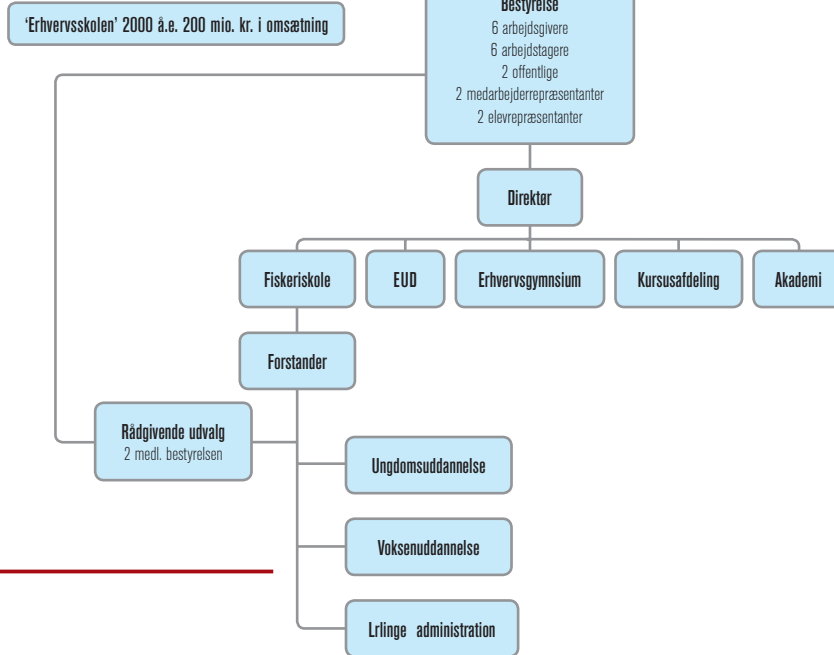 'Erhvervsskolen' 2000 å.e. 200 mio. kr. i omsætning
Bestyrelse
6 arbejdsgivere
6 arbejdstagere
2 offentlige
2 medarbejderrepræsentanter
2 elevrepræsentanter
Direktør
Fiskeriskole
EUD
Erhvervsgymnsium
Kursusafdeling
Akademi
Forstander
Rådgivende udvalg
2 medl. bestyrelsen
Ungdomsuddannelse
Voksenuddannelse
Lrlinge administration